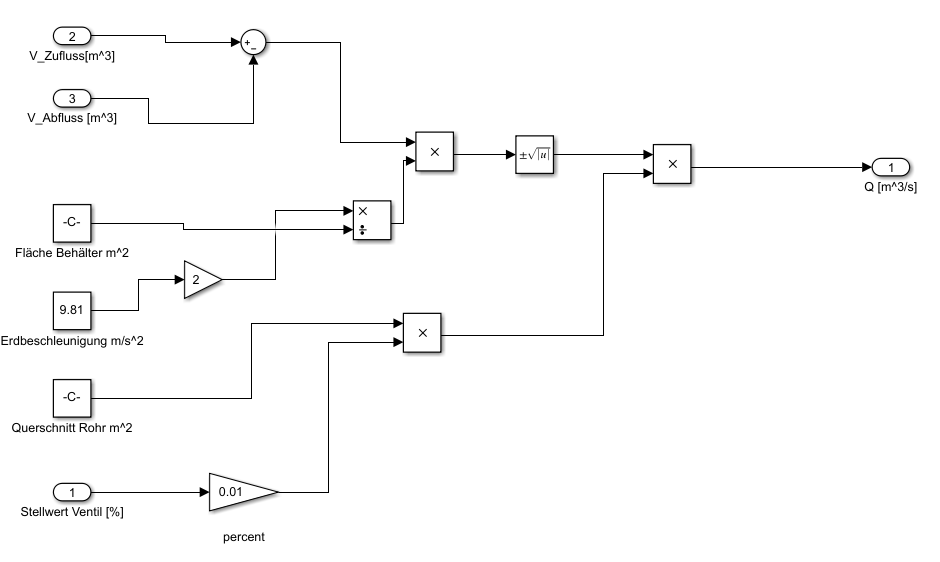 2
V_Zufluss[m^3]
+
−
3
V_Abfluss [m^3]
×
±√|u|
×
1
Q [m^3/s]
-C-
Fläche Behälter m^2
×
÷
2
9.81
Erdbeschleunigung m/s^2
×
-C-
Querschnitt Rohr m^2
1
Stellwert Ventil [%]
0.01
percent